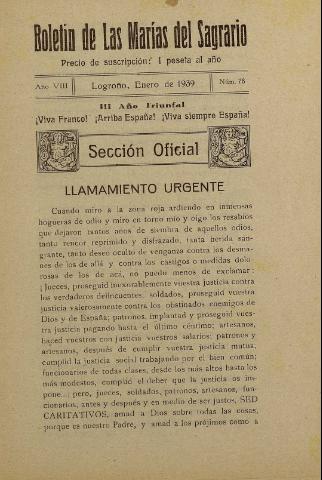 Boletin de Las Marías del Sagrario
Precio de suscripción: 1 peseta al año
Año VIII
Logroño, Enero de 1939
Núm. 75
III Año Triunfal
¡Viva Franco! ¡Arriba España! ¡Viva siempre España!
Sección Oficial
LLAMAMIENTO URGENTE
Cuando miro a la zona roja ardiendo en inmensas
hogueras de odio y miro en torno mío y oigo los resabios
que dejaron tantos años de siembra de aquellos odios,
tanto rencor reprimido y disfrazado, tanta herida san-
grante, tanto deseo oculto de venganza contra los desma-
nes de los de allá y contra los castigos o medidas dolo-
rosas de los de acá, no puedo menos de exclamar:
¡Jueces, proseguid inexorablemente vuestra justicia contra
los verdaderos delincuentes; soldados, proseguid vuestra
justicia valerosamente contra los obstinados enemigos de
Dios y de España; patronos, implantad y proseguid vues-
tra justicia pagando hasta el último céntimo; artesanos,
haced vuestros con justicia vuestros salarios; patronos y
artesanos, después de cumplir vuestra justicia mutua,
cumplid la justicia social trabajando por el bien común;
funcionarios de todas clases, desde los más altos hasta los
más modestos, cumplid el deber que la justicia os im-
pone...; pero, jueces, soldados, patronos, artesanos, fun-
cionarios, antes y después y en medio de ser justos, SED
CARITATIVOS, amad a Dios sobre todas las cosas,
porque es nuestro Padre, y amad a los prójimos como a